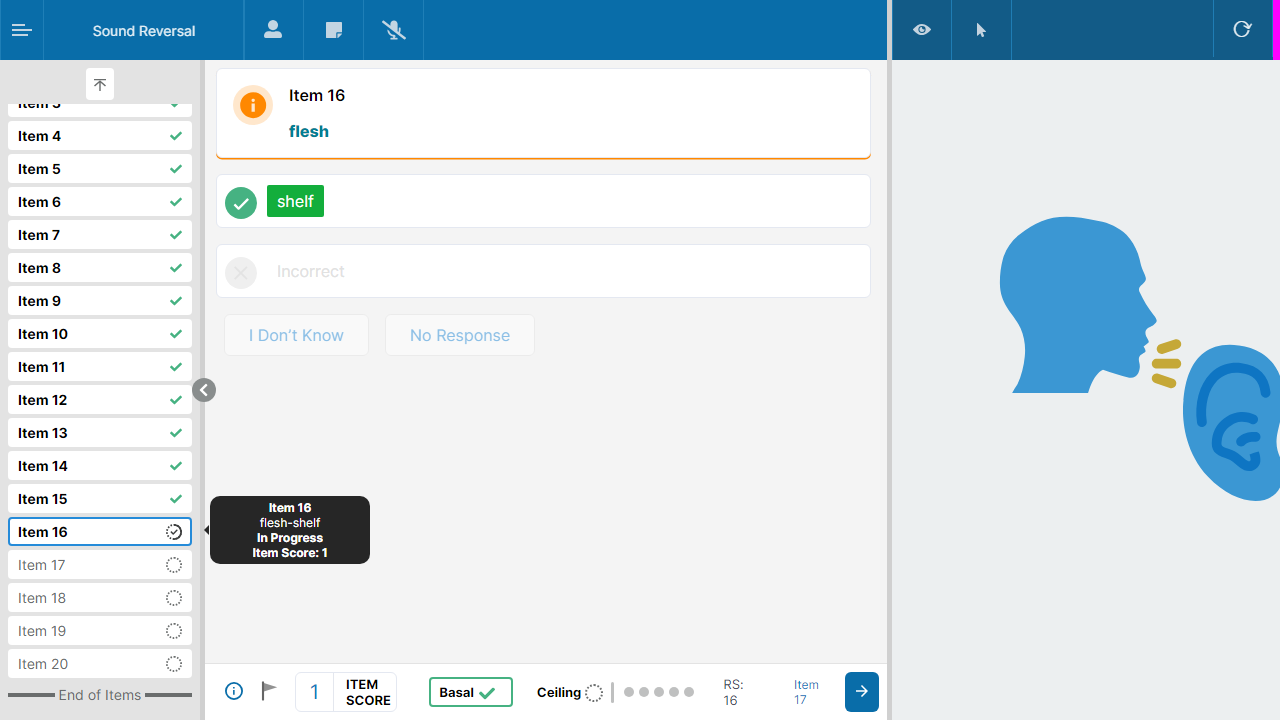 Sound Reversal
Item 3
Item 4
Item 5
Item 6
Item 7
Item 8
Item 9
Item 10
Item 11
Item 12
Item 13
Item 14
Item 15
Item 16
Item 17
Item 18
Item 19
Item 20
End of Items
Item 16
flesh
shelf
Incorrect
I Don't Know
No Response
Item 16
flesh-shelf
In Progress
Item Score: 1
1
ITEM
SCORE
Basal
Ceiling
RS:
16
Item
17